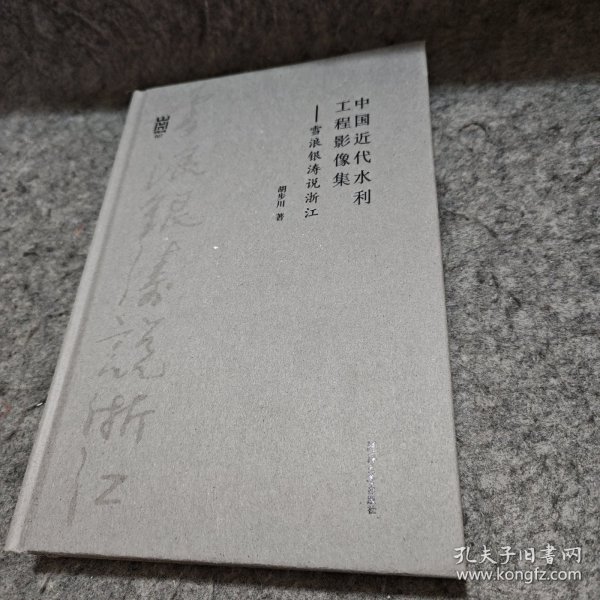 中国近代水利
工程影像集
——雪浪银涛说浙江
胡步川 著
雪浪银涛説浙江
孔夫子旧书网
www.kongfz.com